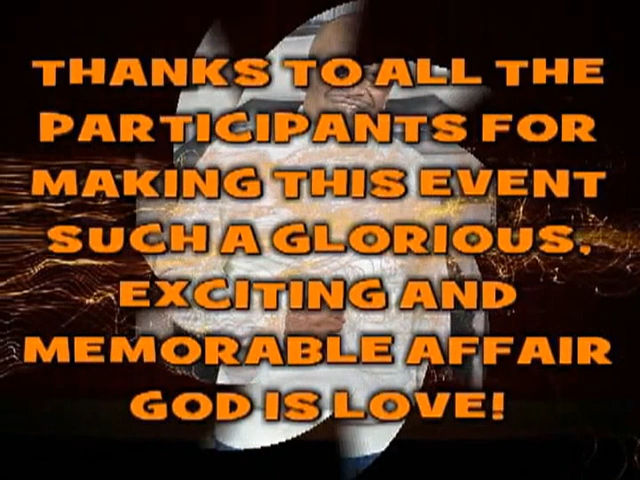 THANKS TO ALL THE
PARTICIPANTS FOR
MAKING THIS EVENT
SUCH A GLORIOUS,
EXCITING AND
MEMORABLE AFFAIR
GOD IS LOVE!